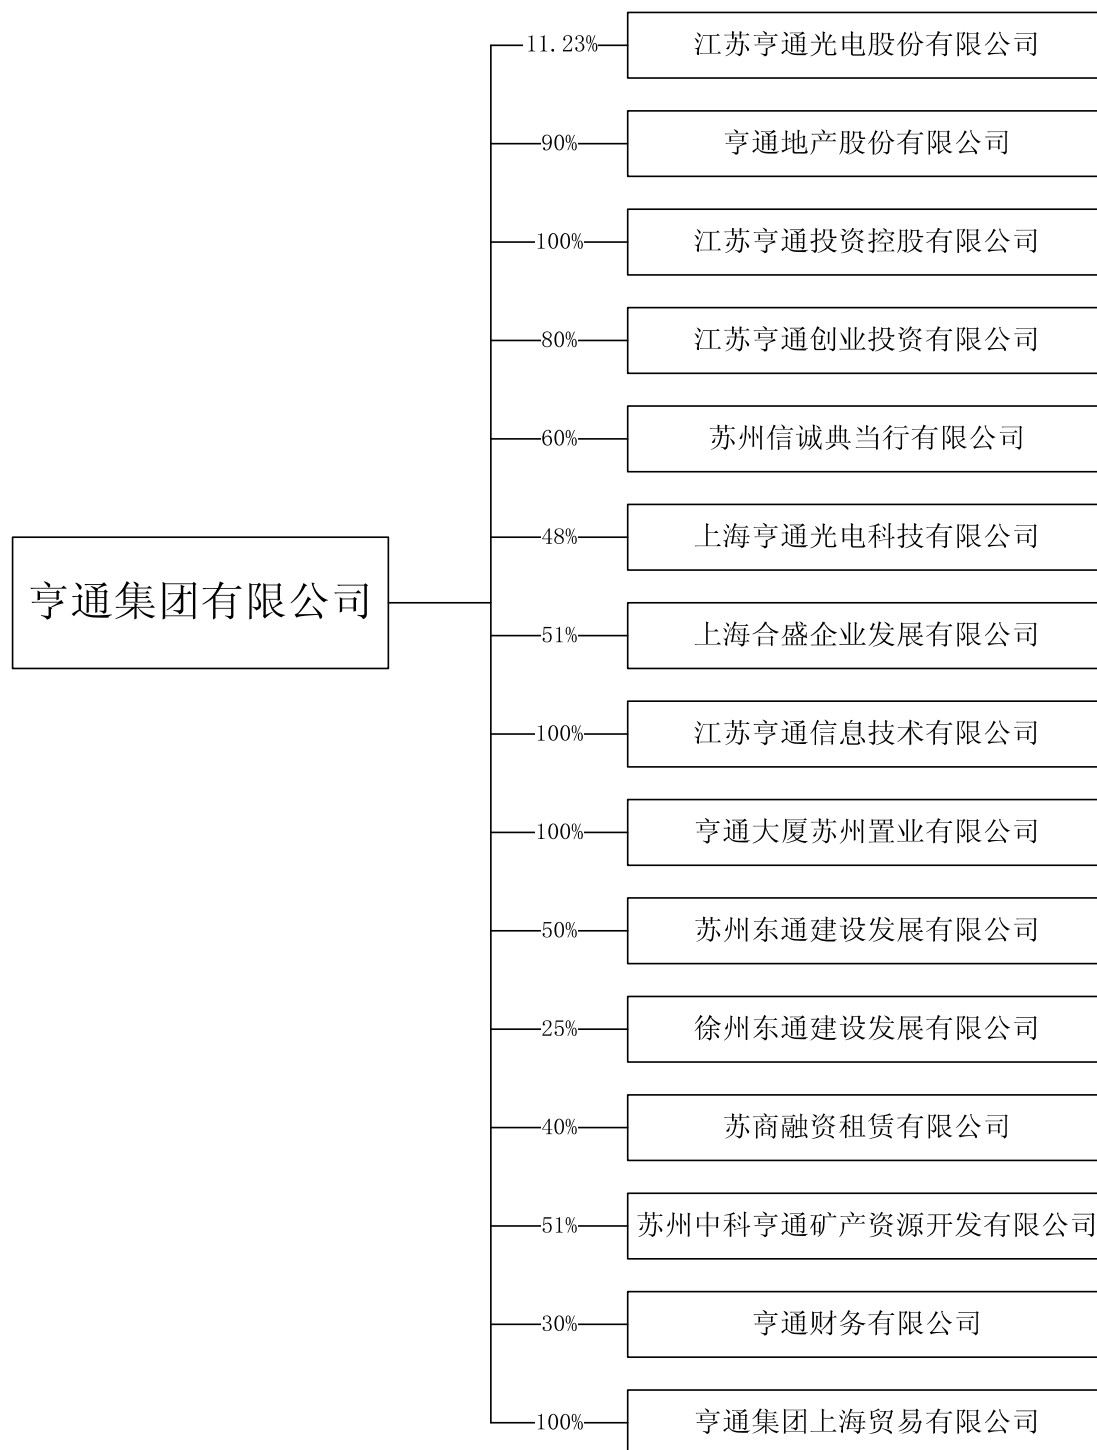 11.23%
江苏亨通光电股份有限公司
90%
亨通地产股份有限公司
100%
江苏亨通投资控股有限公司
80%
江苏亨通创业投资有限公司
60%
苏州信诚典当行有限公司
48%
上海亨通光电科技有限公司
亨通集团有限公司
51%
上海合盛企业发展有限公司
100%
江苏亨通信息技术有限公司
100%
亨通大厦苏州置业有限公司
50%
苏州东通建设发展有限公司
25%
徐州东通建设发展有限公司
40%
苏商融资租赁有限公司
51%
苏州中科亨通矿产资源开发有限公司
30%
亨通财务有限公司
100%
亨通集团上海贸易有限公司